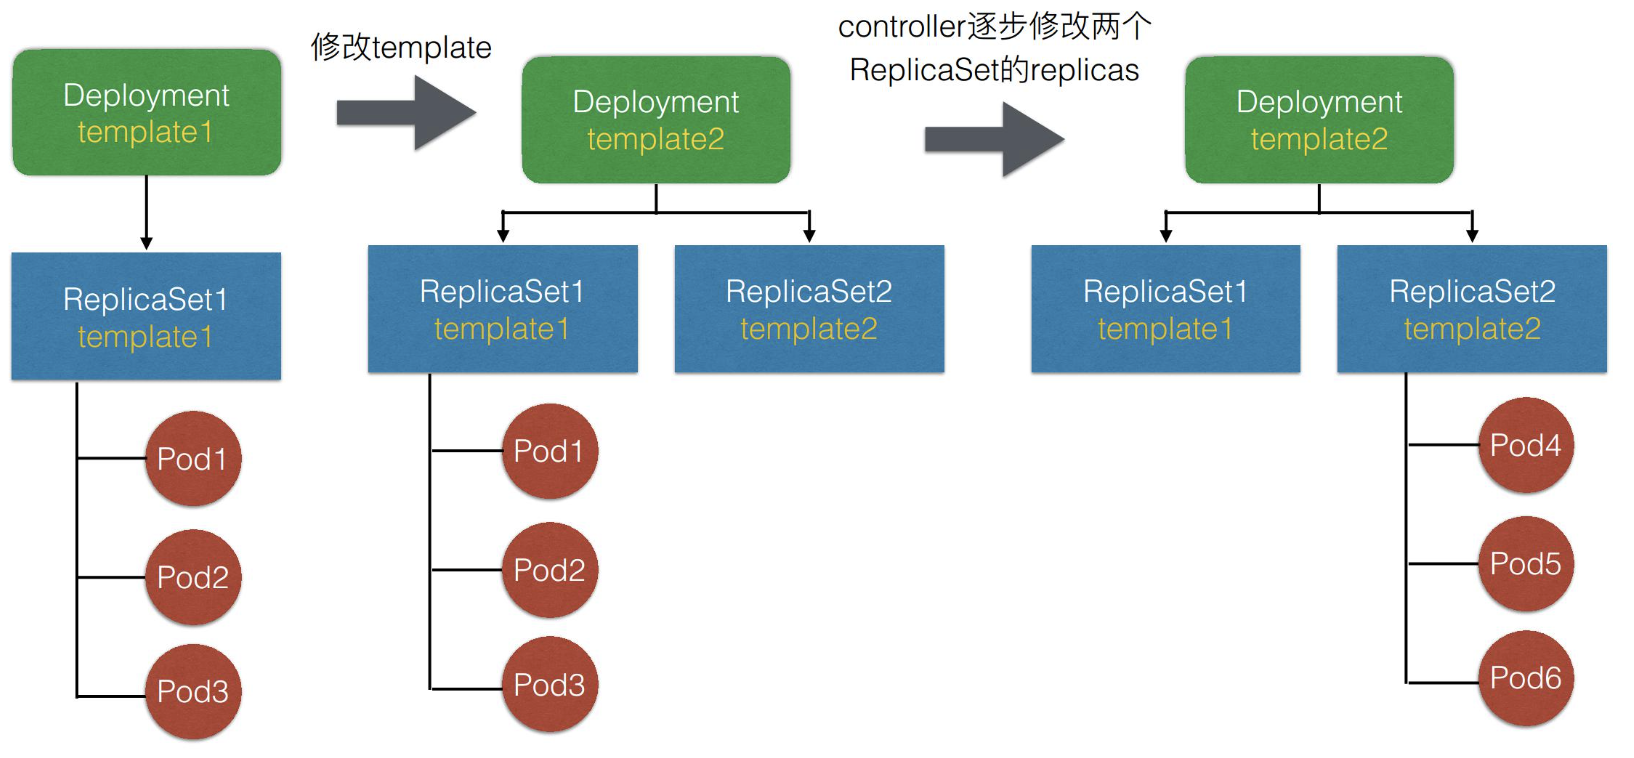 Deployment
template1
ReplicaSet1
template1
Pod1
Pod2
Pod3
修改template
Deployment
template2
ReplicaSet1
template1
ReplicaSet2
template2
Pod1
Pod2
Pod3
controller逐步修改两个
ReplicaSet的replicas
Deployment
template2
ReplicaSet1
template1
ReplicaSet2
template2
Pod4
Pod5
Pod6